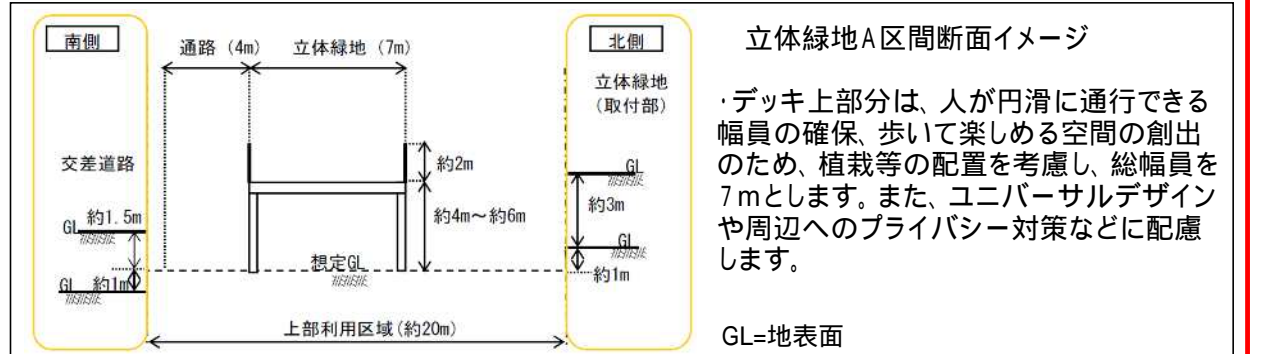 南側
通路 (4m)
立体緑地 (7m)
北側
立体緑地
(取付部)
交差道路
約2m
GL
約1.5m
GL
約4m～約6m
約3m
GL
想定GL
約1m
GL 約1m
上部利用区域(約20m)
立体緑地A区間断面イメージ
・デッキ上部分は、人が円滑に通行できる
幅員の確保、歩いて楽しめる空間の創出
のため、植栽等の配置を考慮し、総幅員を
7mとします。また、ユニバーサルデザイン
や周辺へのプライバシー対策などに配慮
します。
GL=地表面